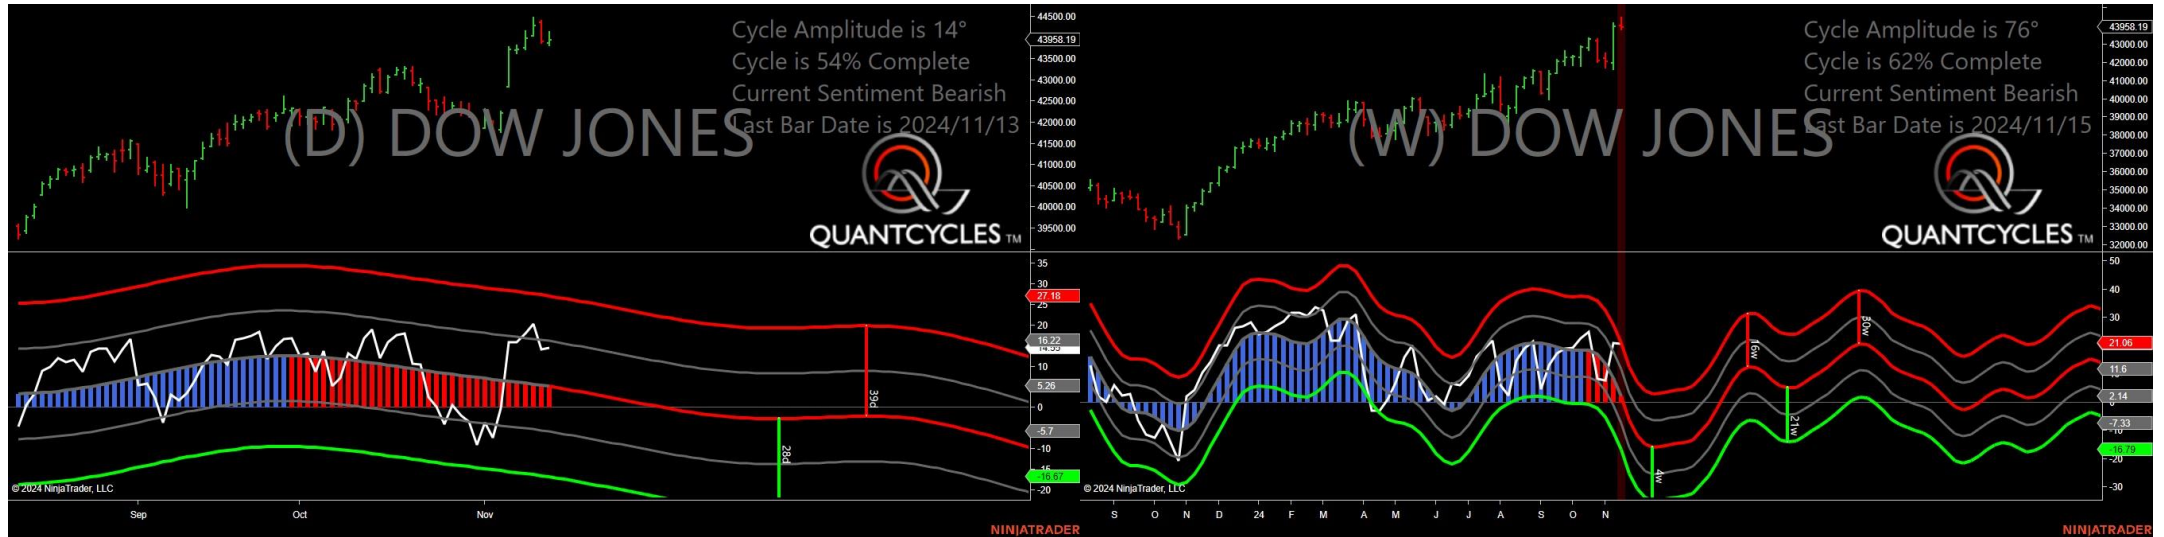 Cycle Amplitude is 14°
Cycle is 54% Complete
Current Sentiment Bearish
Last Bar Date is 2024/11/13
(D) DOW JONES
QUANTCYCLES TM
44500.00
43958.19
43500.00
43000.00
42500.00
42000.00
41500.00
41000.00
40500.00
40000.00
39500.00
35
30
27.18
25
20
16.22
14.55
10
5.26
0
-5.7
-10
-15
-16.67
-20
39d
28d
© 2024 NinjaTrader, LLC
Sep
Oct
Nov
NINJATRADER
Cycle Amplitude is 76°
Cycle is 62% Complete
Current Sentiment Bearish
Last Bar Date is 2024/11/15
(W) DOW JONES
QUANTCYCLES TM
43958.19
43000.00
42000.00
41000.00
40000.00
39000.00
38000.00
37000.00
36000.00
35000.00
34000.00
33000.00
32000.00
50
40
30
21.06
11.6
2.14
-7.33
-10
-16.79
-20
-30
16w
30w
21w
4w
© 2024 NinjaTrader, LLC
S O N D 24 F M A M J J A S O N
NINJATRADER